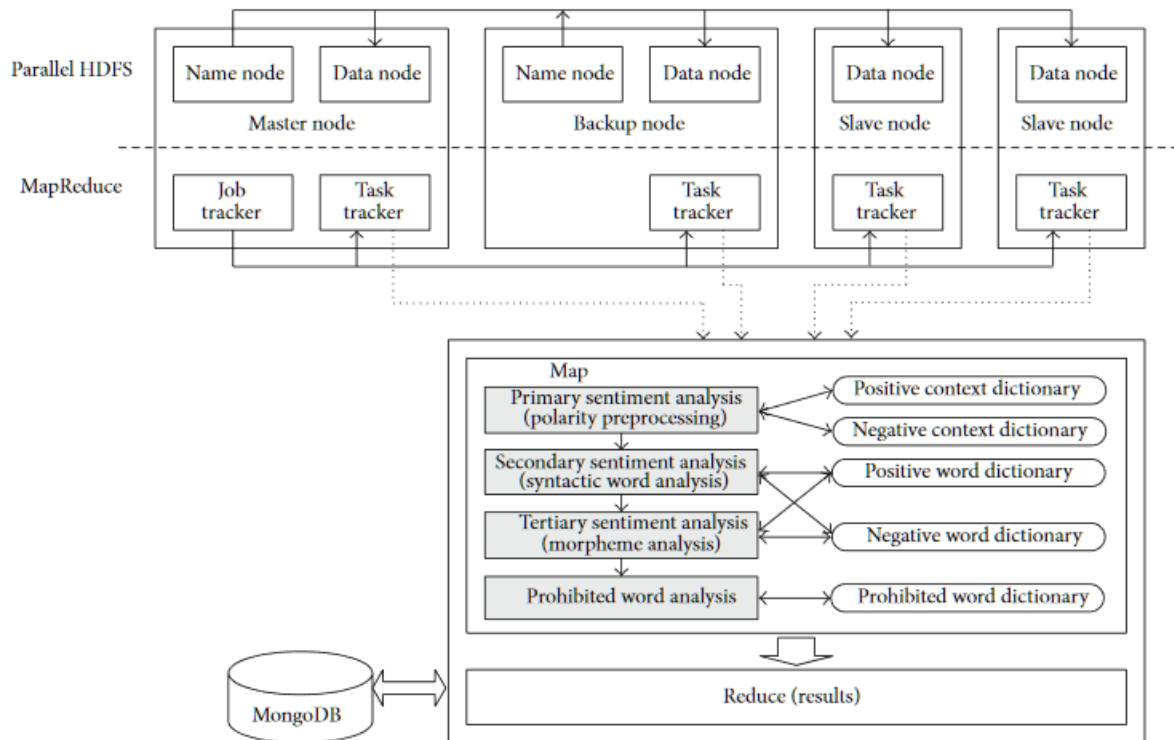 Parallel HDFS
Name node
Data node
Master node
Name node
Data node
Backup node
Data node
Slave node
Data node
Slave node
MapReduce
Job
tracker
Task
tracker
Task
tracker
Task
tracker
Task
tracker
Map
Primary sentiment analysis
(polarity preprocessing)
Positive context dictionary
Negative context dictionary
Secondary sentiment analysis
(syntactic word analysis)
Positive word dictionary
Tertiary sentiment analysis
(morpheme analysis)
Negative word dictionary
Prohibited word analysis
Prohibited word dictionary
Reduce (results)
MongoDB